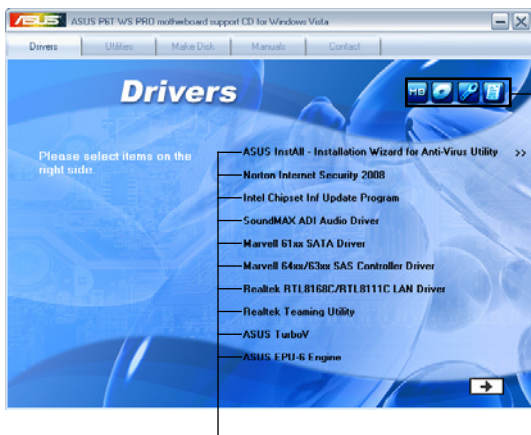 ASUS P6T WS PRO motherboard support CD for Windows Vista
Drivers Utilities Make Disk Manuals Contact
Drivers
MB
Please select items on the
right side.
ASUS InstAll - Installation Wizard for Anti-Virus Utility >>
Norton Internet Security 2008
Intel Chipset Inf Update Program
SoundMAX ADI Audio Driver
Marvell 61xx SATA Driver
Marvell 64xx/63xx SAS Controller Driver
Realtek RTL8168C/RTL8111C LAN Driver
Realtek Teaming Utility
ASUS TurboV
ASUS EPU-6 Engine